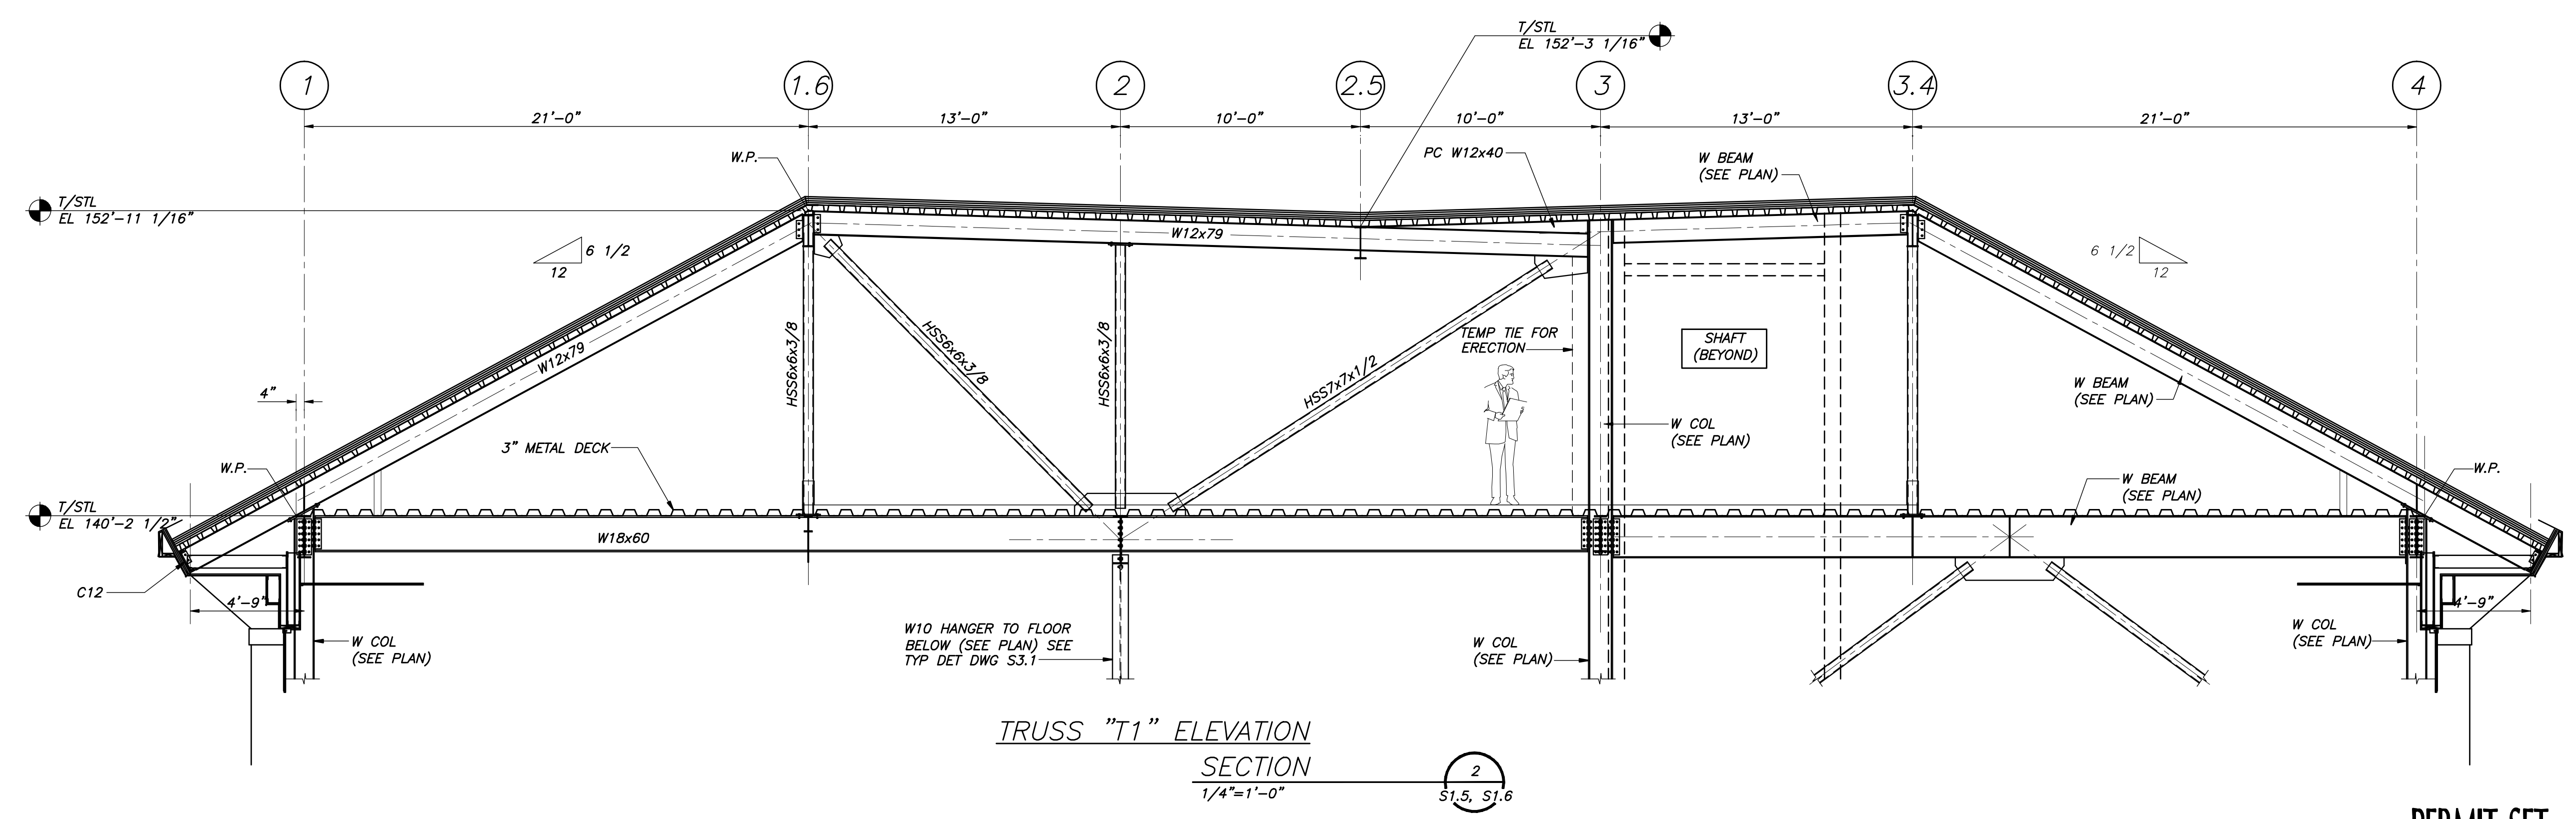 T/STL
EL 152'-3 1/16"
1
1.6
2
2.5
3
3.4
4
21'-0"
13'-0"
10'-0"
10'-0"
13'-0"
21'-0"
W.P.
PC W12x40
W BEAM
(SEE PLAN)
T/STL
EL 152'-11 1/16"
W12x79
6 1/2
12
6 1/2
12
HSS6x6x3/8
HSS6x6x3/8
HSS6x6x3/8
HSS7x7x1/2
TEMP TIE FOR
ERECTION
SHAFT
(BEYOND)
W12x79
W BEAM
(SEE PLAN)
4"
W COL
(SEE PLAN)
3" METAL DECK
W.P.
W.P.
W BEAM
(SEE PLAN)
T/STL
EL 140'-2 1/2"
W18x60
C12
4'-9"
4'-9"
W COL
(SEE PLAN)
W10 HANGER TO FLOOR
BELOW (SEE PLAN) SEE
TYP DET DWG S3.1
W COL
(SEE PLAN)
W COL
(SEE PLAN)
TRUSS "T1" ELEVATION
SECTION
1/4"=1'-0"
2
S1.5, S1.6
PERMIT SET